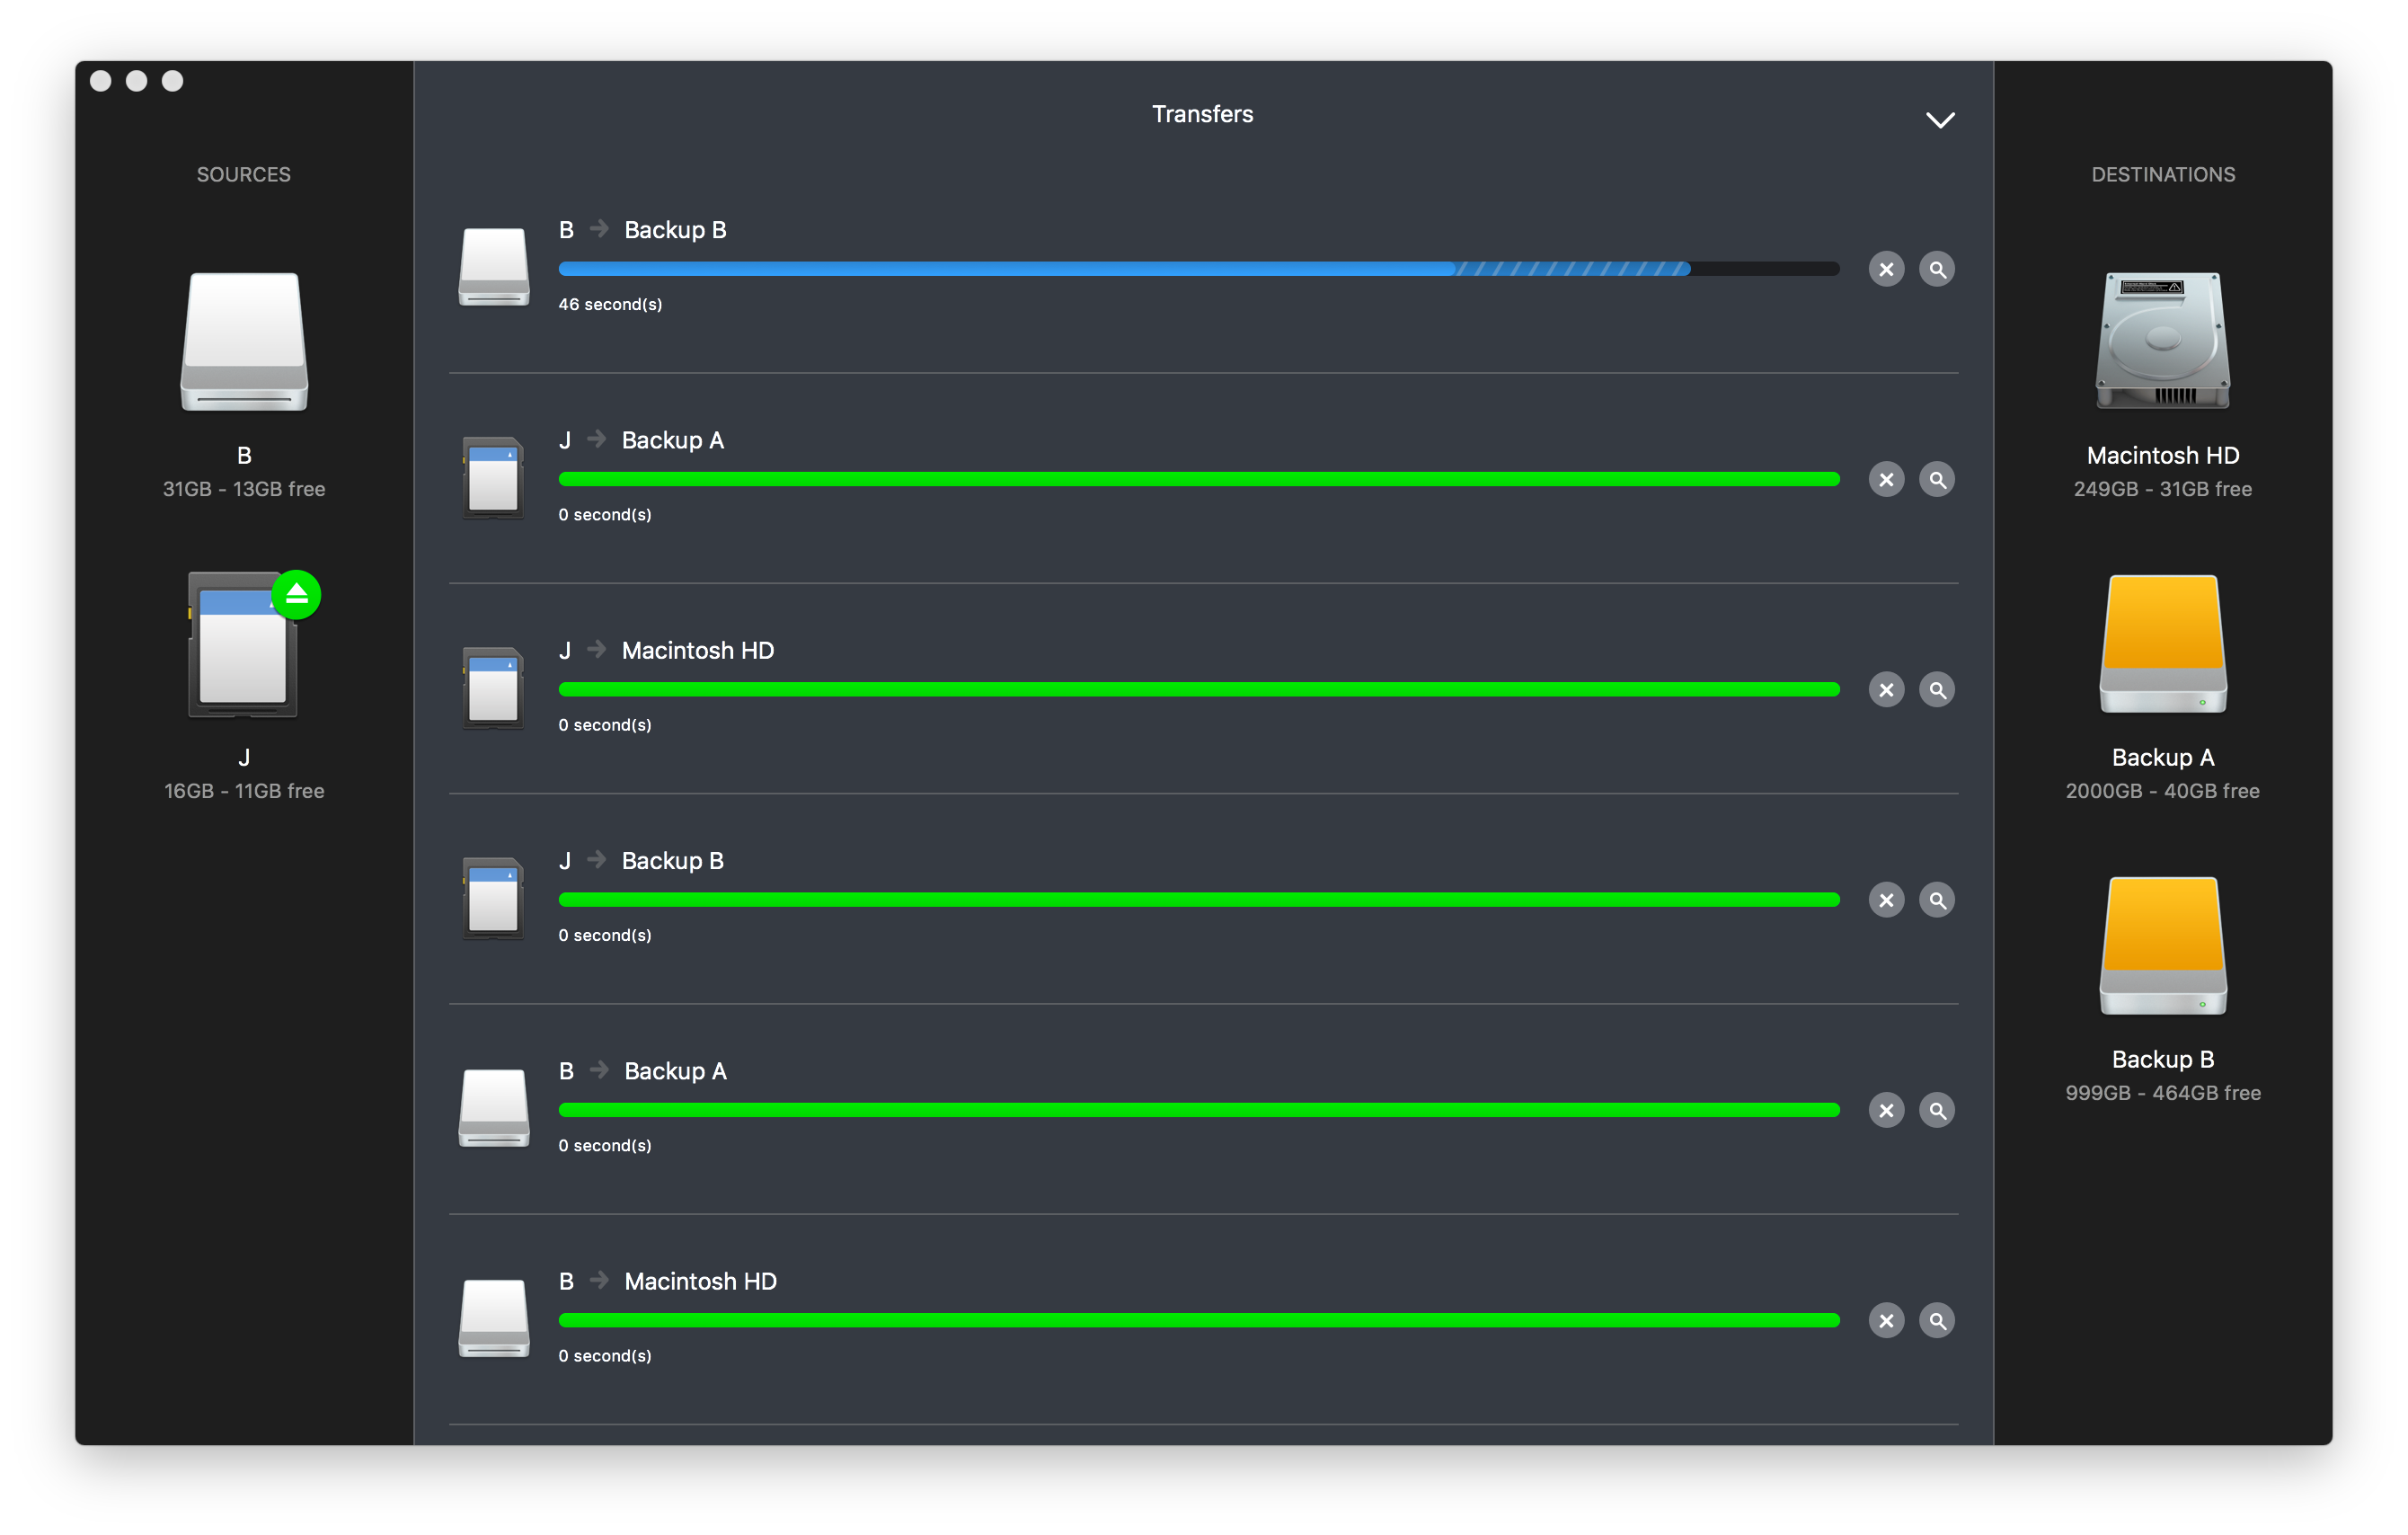 Transfers
SOURCES
B
31GB - 13GB free
J
16GB - 11GB free
B → Backup B
46 second(s)
J → Backup A
0 second(s)
J → Macintosh HD
0 second(s)
J → Backup B
0 second(s)
B → Backup A
0 second(s)
B → Macintosh HD
0 second(s)
DESTINATIONS
Macintosh HD
249GB - 31GB free
Backup A
2000GB - 40GB free
Backup B
999GB - 464GB free